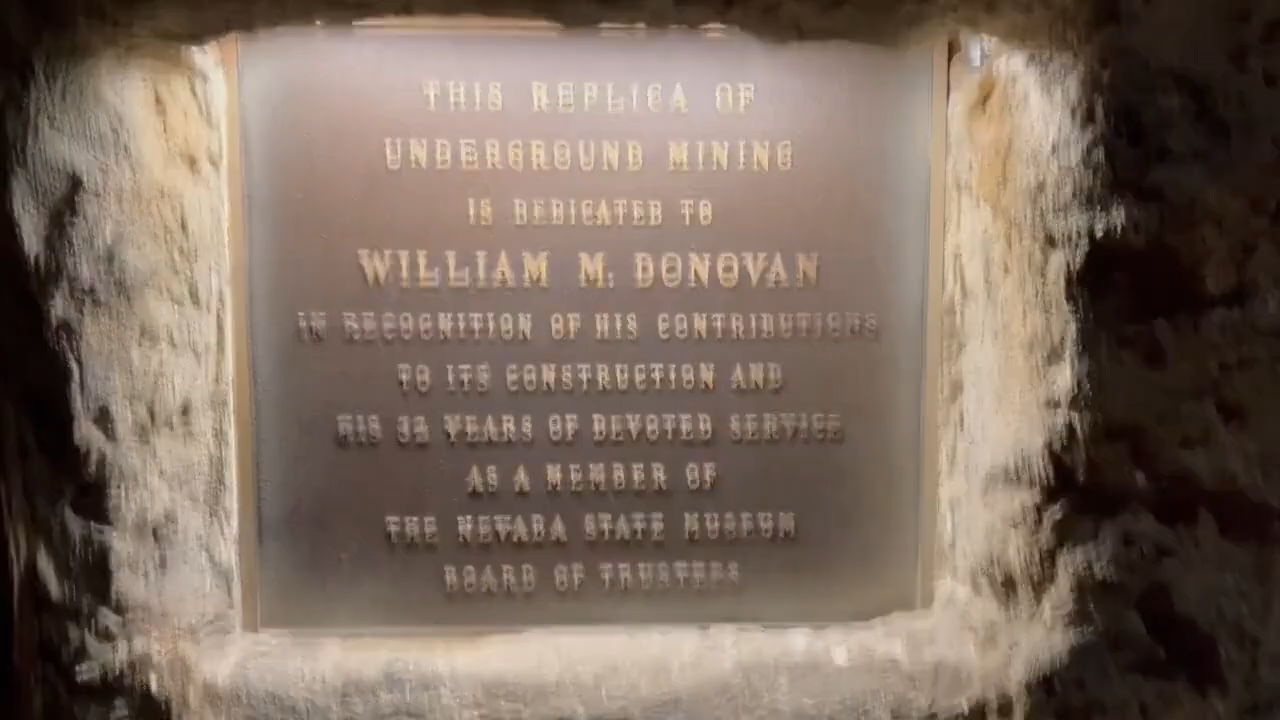 THIS REPLICA OF
UNDERGROUND MINING
IS DEDICATED TO
WILLIAM M. DONOVAN
IN RECOGNITION OF HIS CONTRIBUTIONS
TO ITS CONSTRUCTION AND
HIS 32 YEARS OF DEVOTED SERVICE
AS A MEMBER OF
THE NEVADA STATE MUSEUM
BOARD OF TRUSTEES